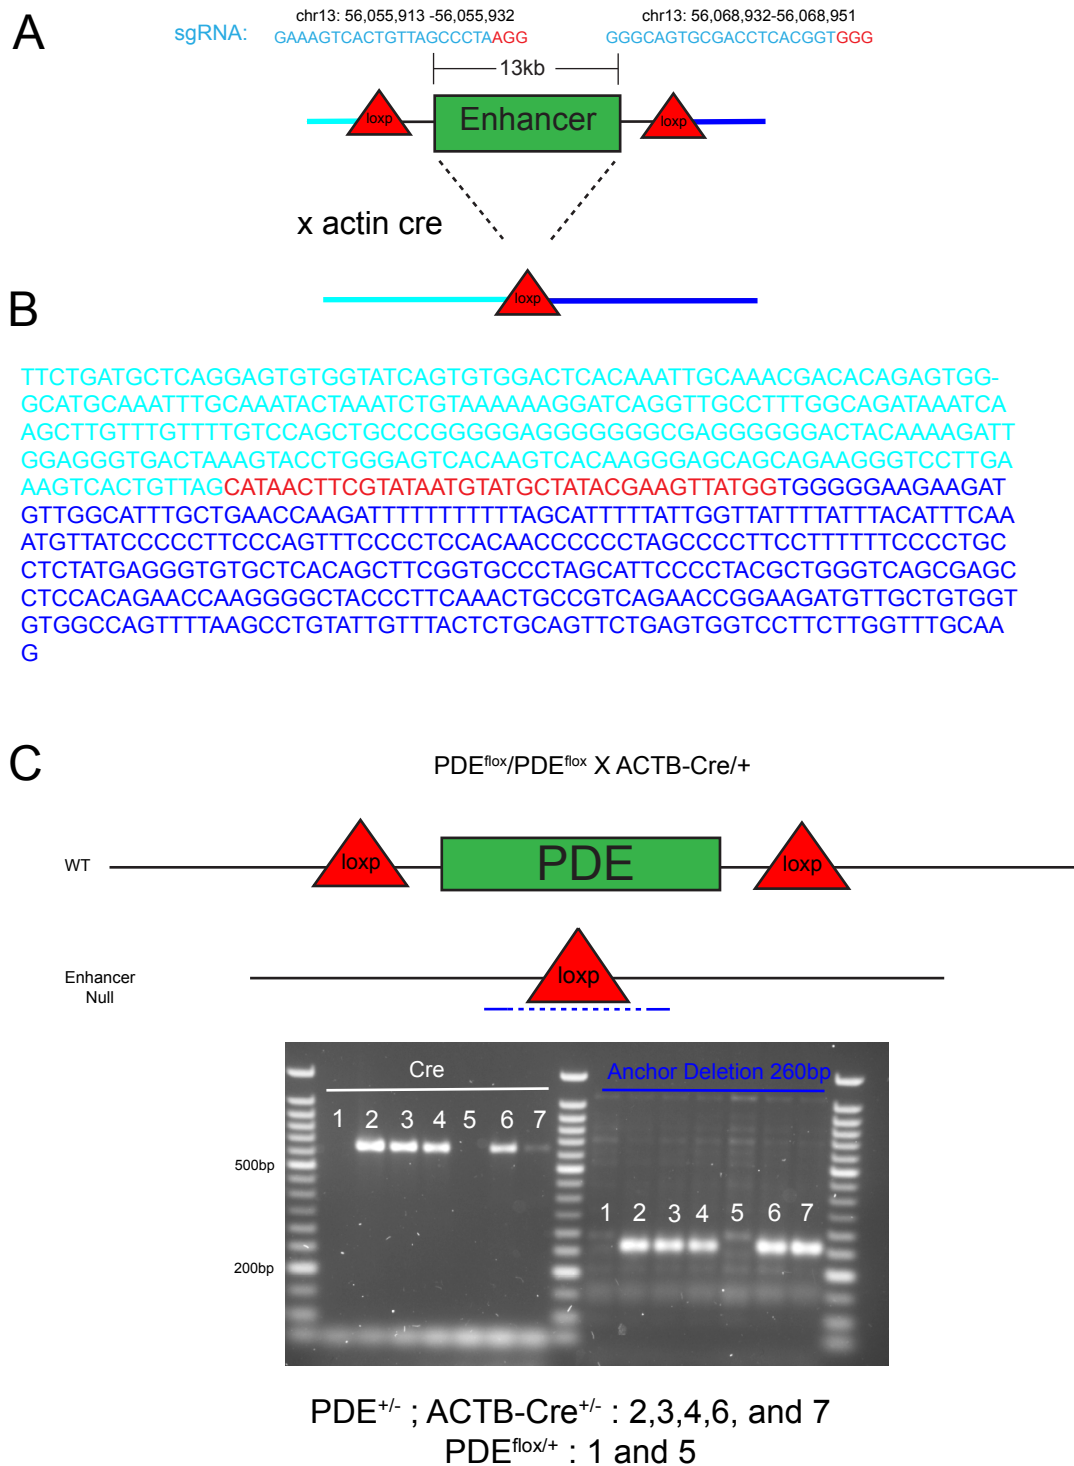 A
sgRNA:
chr13: 56,055,913 -56,055,932
GAAAGTCACTGTTAGCCCTAAGG
chr13: 56,068,932-56,068,951
GGGCAGTGCGACCTCACGGTGGG
13kb
loxp
Enhancer
loxp
x actin cre
loxp
B
TTCTGATGCTCAGGAGTGTGGTATCAGTGTGGACTCACAAATTGCAAACGACACAGAGTGG-
GCATGCAAATTTGCAAATACTAAATCTGTAAAAAAGGATCAGGTTGCCTTTGGCAGATAAATCA
AGCTTGTTTGTTTTGTCCAGCTGCCCGGGGGAGGGGGGGCGAGGGGGGACTACAAAAGATT
GGAGGGTGACTAAAGTACCTGGGAGTCACAAGTCACAAGGGAGCAGCAGAAGGGTCCTTGA
AAGTCACTGTTAGCATAACTTCGTATAATGTATGCTATACGAAGTTATGGTGGGGGAAGAAGAT
GTTGGCATTTGCTGAACCAAGATTTTTTTTTTTAGCATTTTTATTGGTTATTTTATTTACATTTCAA
ATGTTATCCCCCTTCCCAGTTTCCCCTCCACAACCCCCCTAGCCCCTTCCTTTTTTCCCCTGC
CTCTATGAGGGTGTGCTCACAGCTTCGGTGCCCTAGCATTCCCCTACGCTGGGTCAGCGAGC
CTCCACAGAACCAAGGGGCTACCCTTCAAACTGCCGTCAGAACCGGAAGATGTTGCTGTGGT
GTGGCCAGTTTTAAGCCTGTATTGTTTACTCTGCAGTTCTGAGTGGTCCTTCTTGGTTTGCAA
G
C
PDEflox/PDEflox X ACTB-Cre/+
WT
loxp
PDE
loxp
Enhancer
Null
loxp
Cre
Anchor Deletion 260bp
1 2 3 4 5 6 7
500bp
1 2 3 4 5 6 7
200bp
PDE+/- ; ACTB-Cre+/- : 2,3,4,6, and 7
PDEflox/+ : 1 and 5